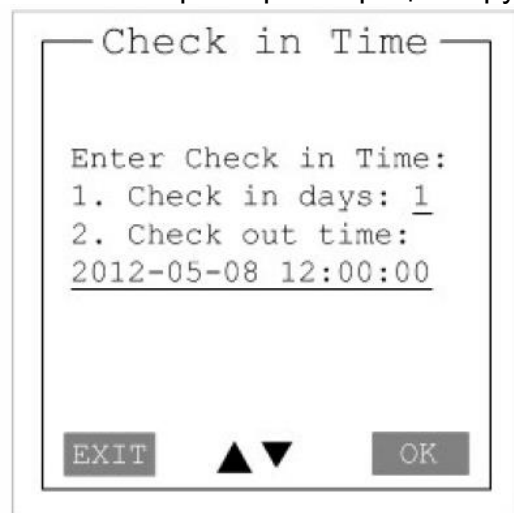 Check in Time
Enter Check in Time:
1. Check in days: 1
2. Check out time:
2012-05-08 12:00:00
EXIT ▲▼ OK